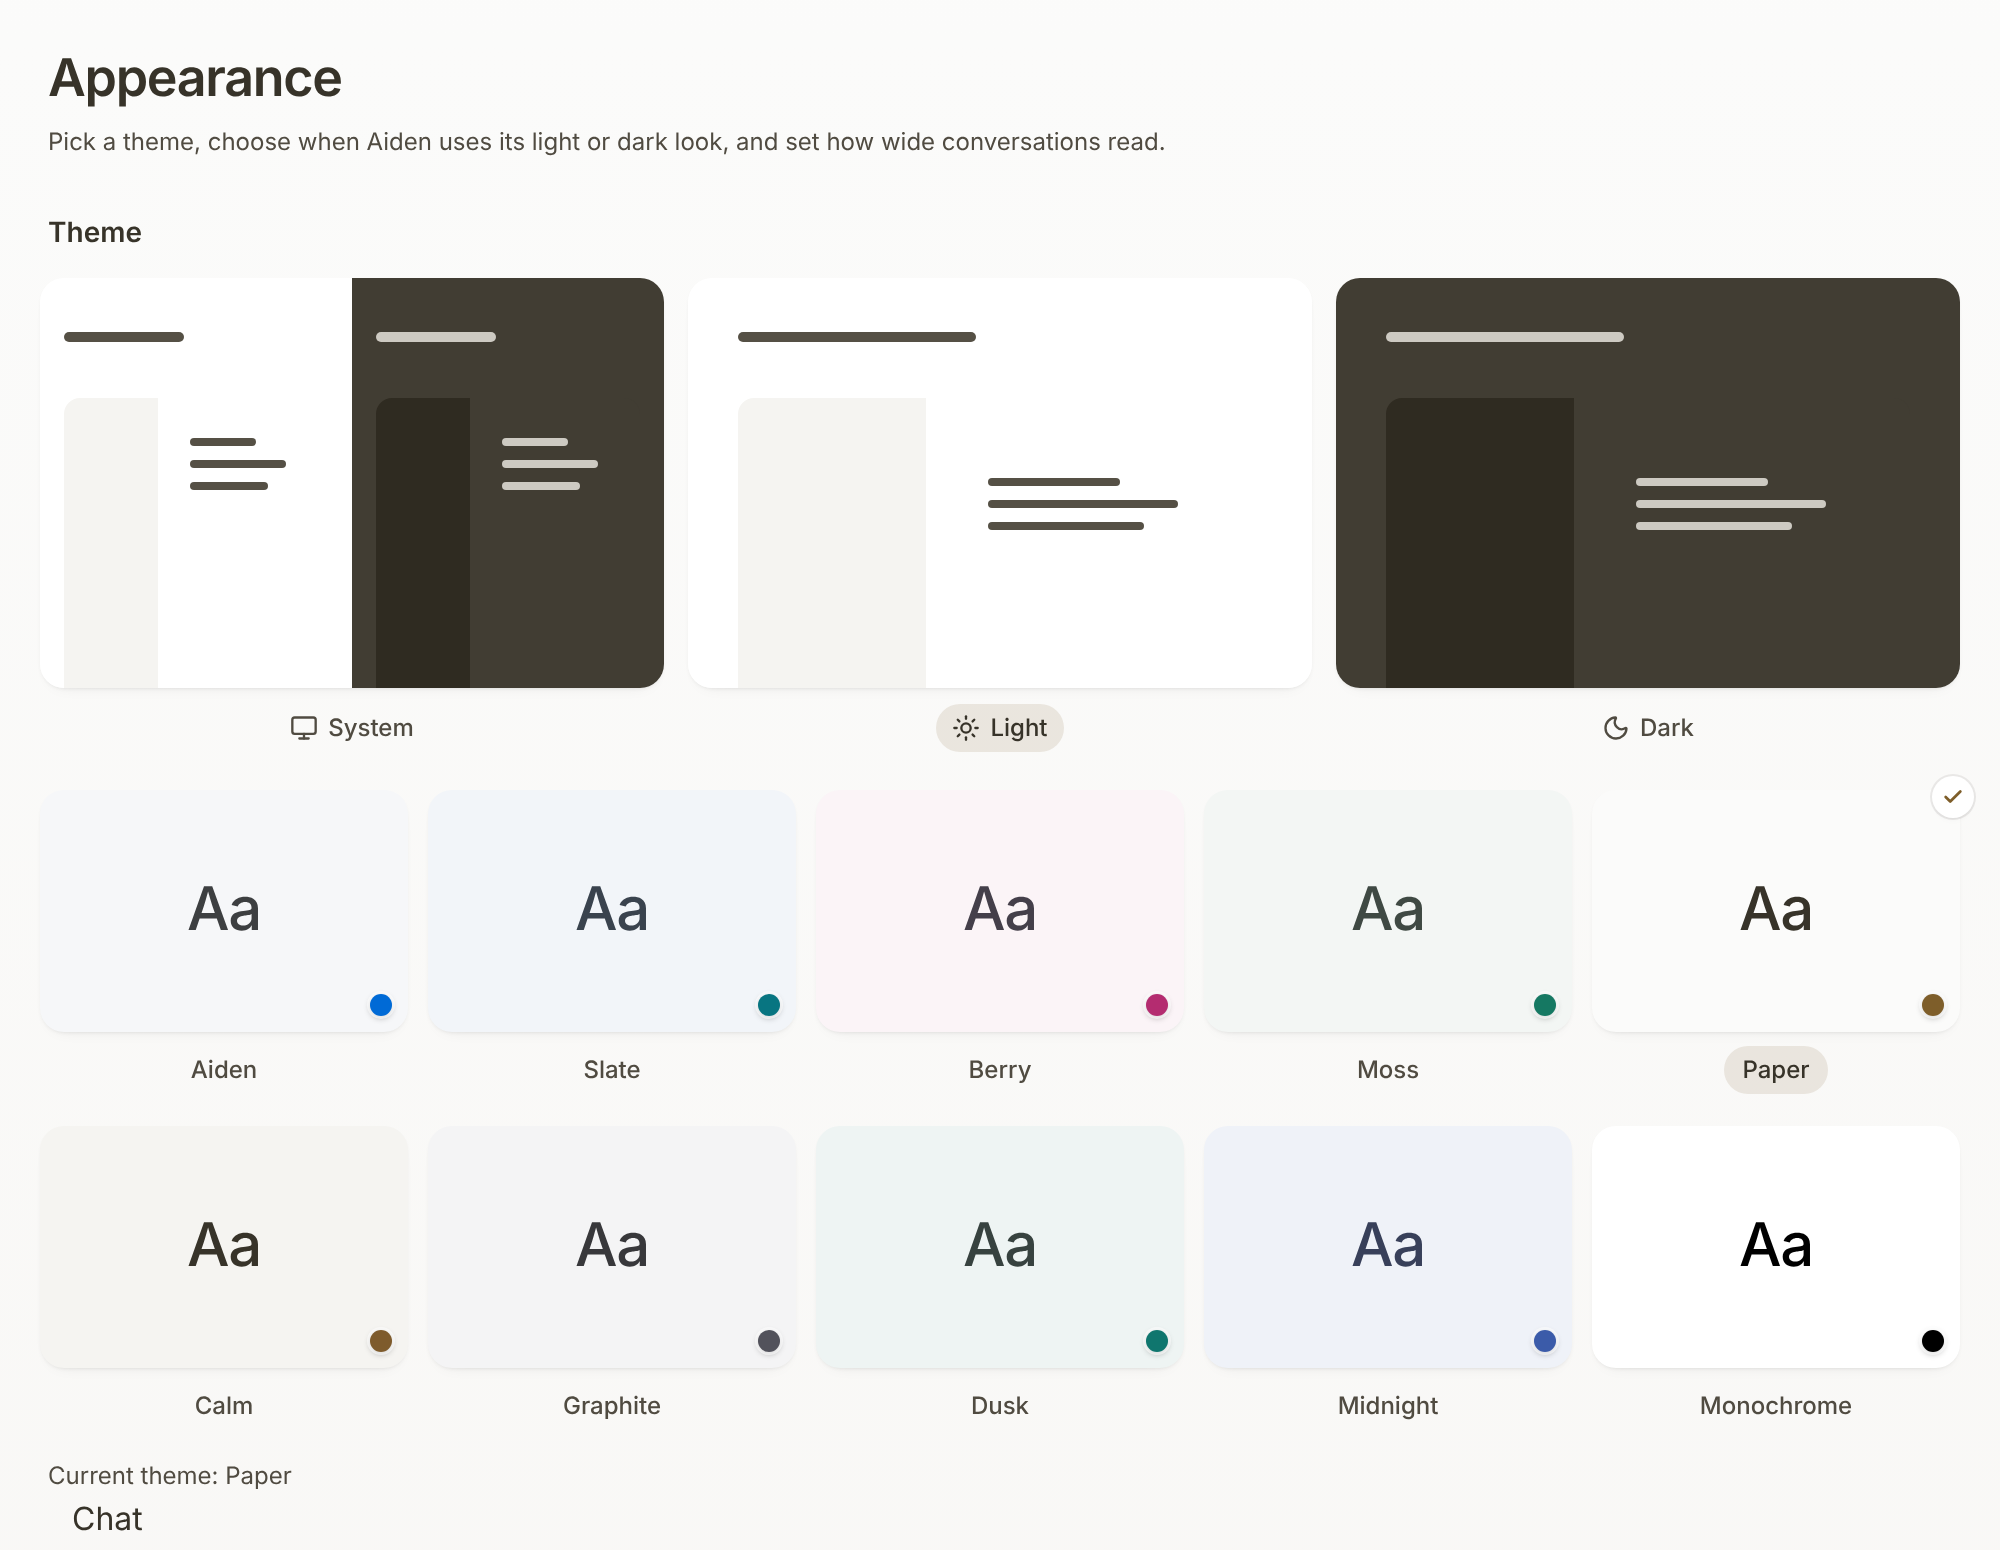 Appearance
Pick a theme, choose when Aiden uses its light or dark look, and set how wide conversations read.
Theme
System
Light
Dark
Aa
Aa
Aa
Aa
Aa
Aiden
Slate
Berry
Moss
Paper
Aa
Aa
Aa
Aa
Aa
Calm
Graphite
Dusk
Midnight
Monochrome
Current theme: Paper
Chat